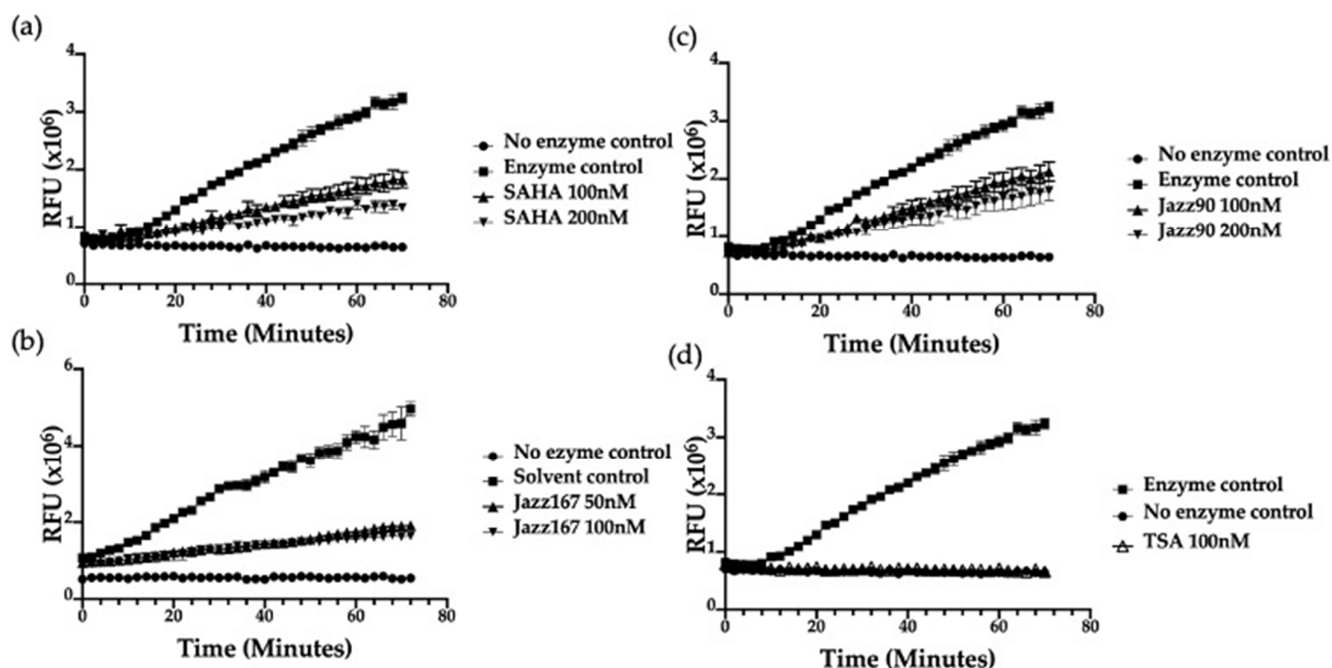 (a)
4
3
2
1
0
RFU (x10⁶)
0 20 40 60 80
Time (Minutes)
No enzyme control
Enzyme control
SAHA 100nM
SAHA 200nM
(c)
4
3
2
1
0
RFU (x10⁶)
0 20 40 60 80
Time (Minutes)
No enzyme control
Enzyme control
Jazz90 100nM
Jazz90 200nM
(b)
6
4
2
0
RFU (x10⁶)
0 20 40 60 80
Time (Minutes)
No ezyme control
Solvent control
Jazz167 50nM
Jazz167 100nM
(d)
4
3
2
1
0
RFU (x10⁶)
0 20 40 60 80
Time (Minutes)
Enzyme control
No enzyme control
TSA 100nM